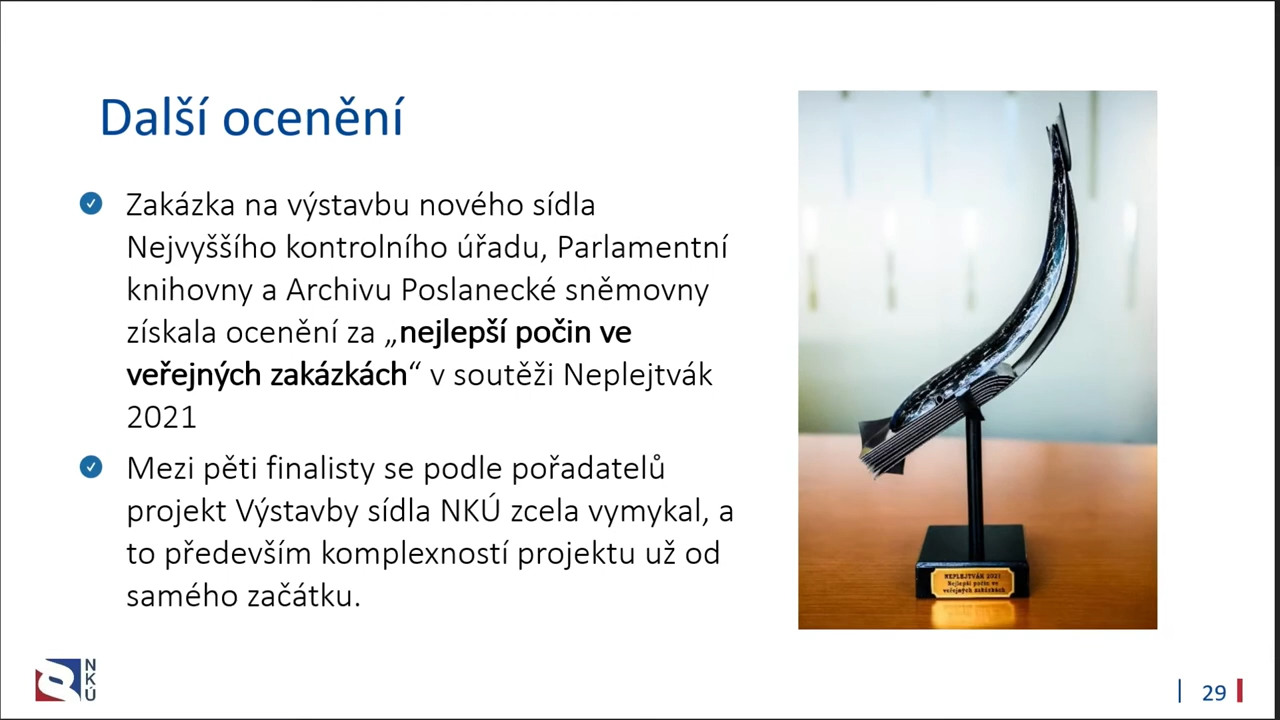 Další ocenění
Zakázka na výstavbu nového sídla
Nejvyššího kontrolního úřadu, Parlamentní
knihovny a Archivu Poslanecké sněmovny
získala ocenění za „nejlepší počin ve
veřejných zakázkách“ v soutěži Neplejtvák
2021
Mezi pěti finalisty se podle pořadatelů
projekt Výstavby sídla NKÚ zcela vymykal, a
to především komplexností projektu už od
samého začátku.
NEPLEJTVÁK 2021
Nejlepší počin ve
veřejných zakázkách
NKÚ
29